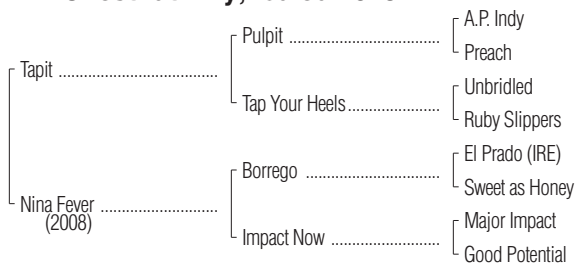 A.P. Indy
Pulpit
Preach
Tapit
Unbridled
Tap Your Heels
Ruby Slippers
El Prado (IRE)
Borrego
Sweet as Honey
Nina Fever
(2008)
Major Impact
Impact Now
Good Potential